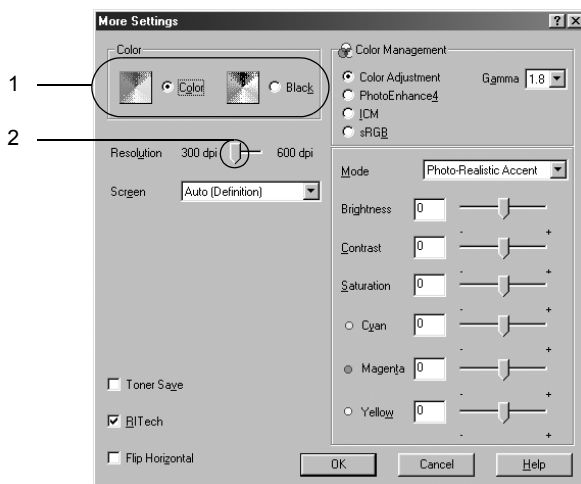 More Settings
Color
1
Color
Black
2
Resolution 300 dpi 600 dpi
Screen Auto (Definition)
Toner Save
RITech
Flip Horizontal
Color Management
Color Adjustment
PhotoEnhance4
ICM
sRGB
Gamma 1.8
Mode Photo-Realistic Accent
Brightness 0
- +
Contrast 0
- +
Saturation 0
- +
Cyan 0
- +
Magenta 0
- +
Yellow 0
- +
OK Cancel Help